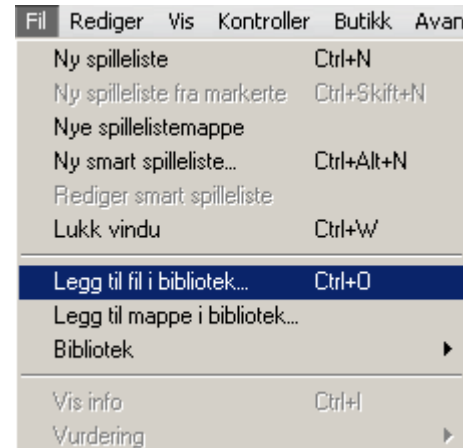 Fil Rediger Vis Kontroller Butikk Avan
Ny spilleliste Ctrl+N
Ny spilleliste fra markerte Ctrl+Skift+N
Nye spillelistemappe
Ny smart spilleliste... Ctrl+Alt+N
Rediger smart spilleliste
Lukk vindu Ctrl+W
Legg til fil i bibliotek... Ctrl+O
Legg til mappe i bibliotek...
Bibliotek
Vis info Ctrl+I
Vurdering